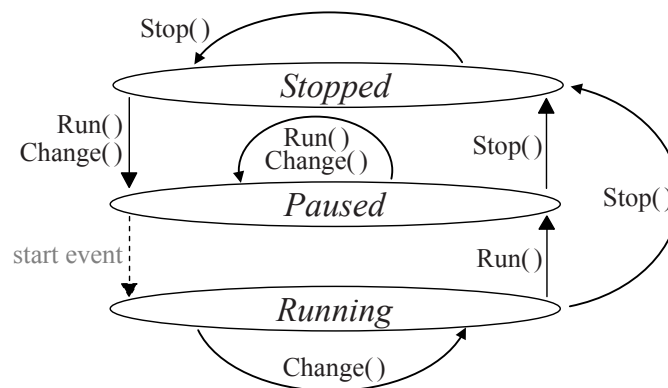 Stop()
Stopped
Run()
Change()
Run()
Change()
Stop()
Paused
Stop()
start event
Run()
Running
Change()